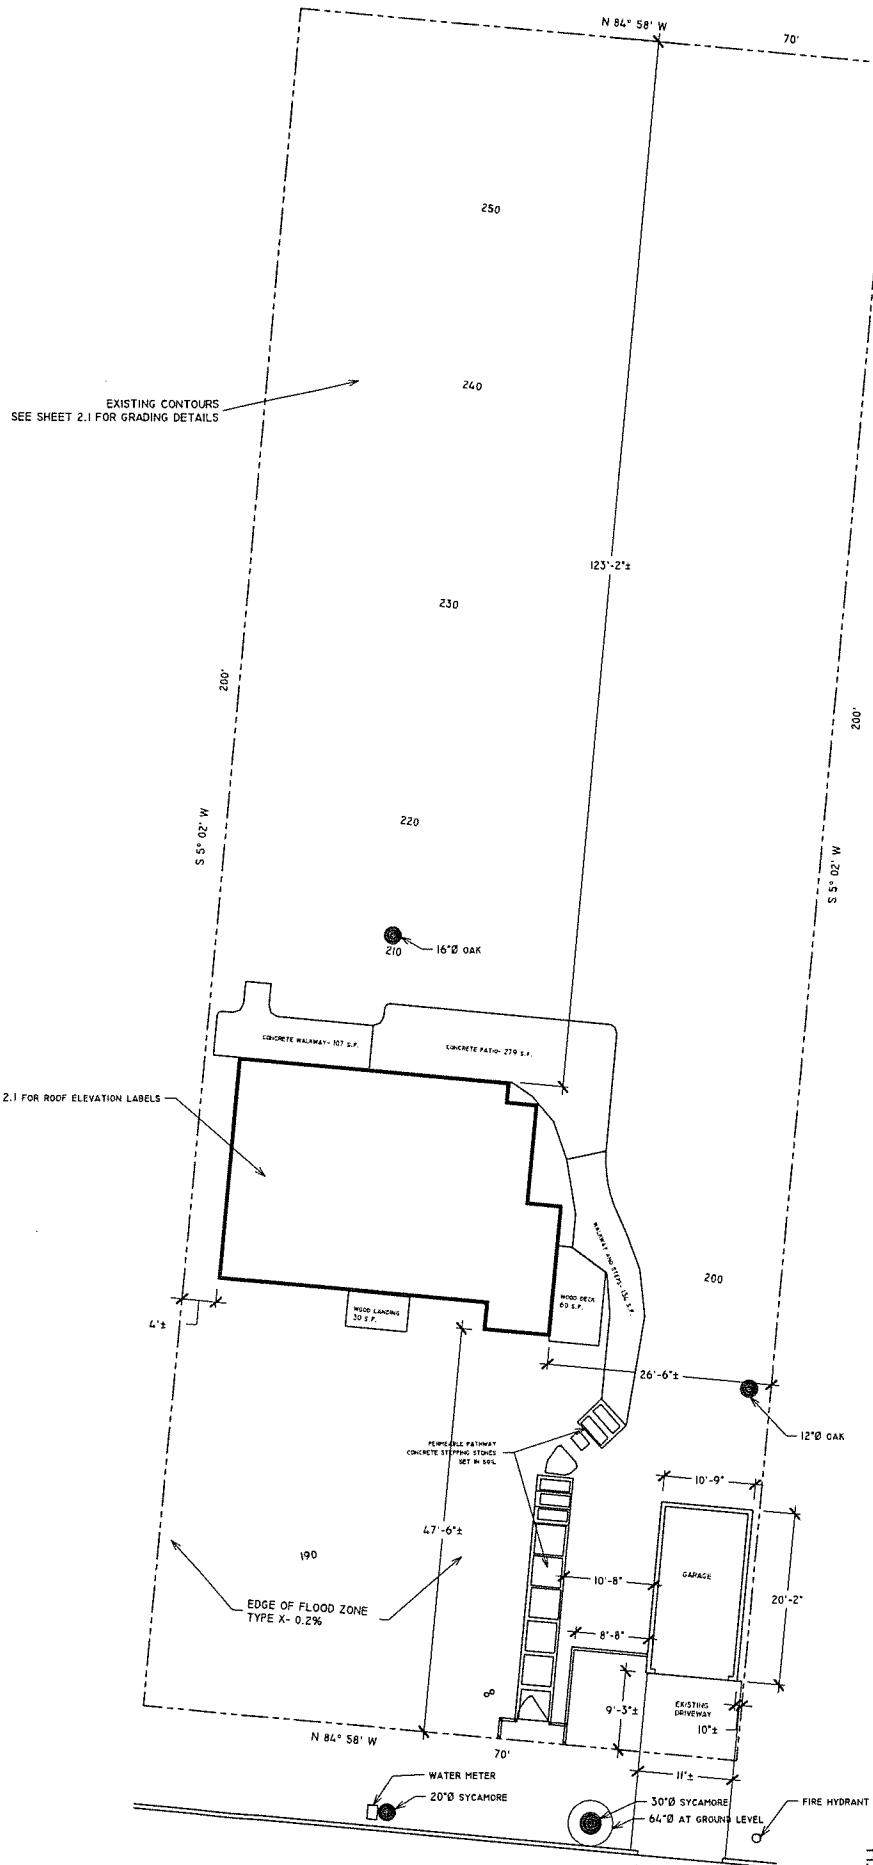 N 84° 58' W
70'
250
240
EXISTING CONTOURS
SEE SHEET 2.1 FOR GRADING DETAILS
123'-2"±
230
200'
200'
220
S 5° 02' W
S 5° 02' W
16"Ø OAK
210
CONCRETE WALKWAY- 107 S.F.
CONCRETE PATIO- 279 S.F.
2.1 FOR ROOF ELEVATION LABELS
WALKWAY AND STEPS- 134 S.F.
200
WOOD DECK
60 S.F.
WOOD LANDING
30 S.F.
4'±
26'-6"±
12"Ø OAK
PERMEABLE PATHWAY
CONCRETE STEPPING STONES
SET IN SOIL
10'-9"
47'-6"±
190
10'-8"
GARAGE
20'-2"
EDGE OF FLOOD ZONE
TYPE X- 0.2%
8'-8"
9'-3"±
EXISTING
DRIVEWAY
10"±
N 84° 58' W
70'
11'±
WATER METER
20"Ø SYCAMORE
30"Ø SYCAMORE
64"Ø AT GROUND LEVEL
FIRE HYDRANT